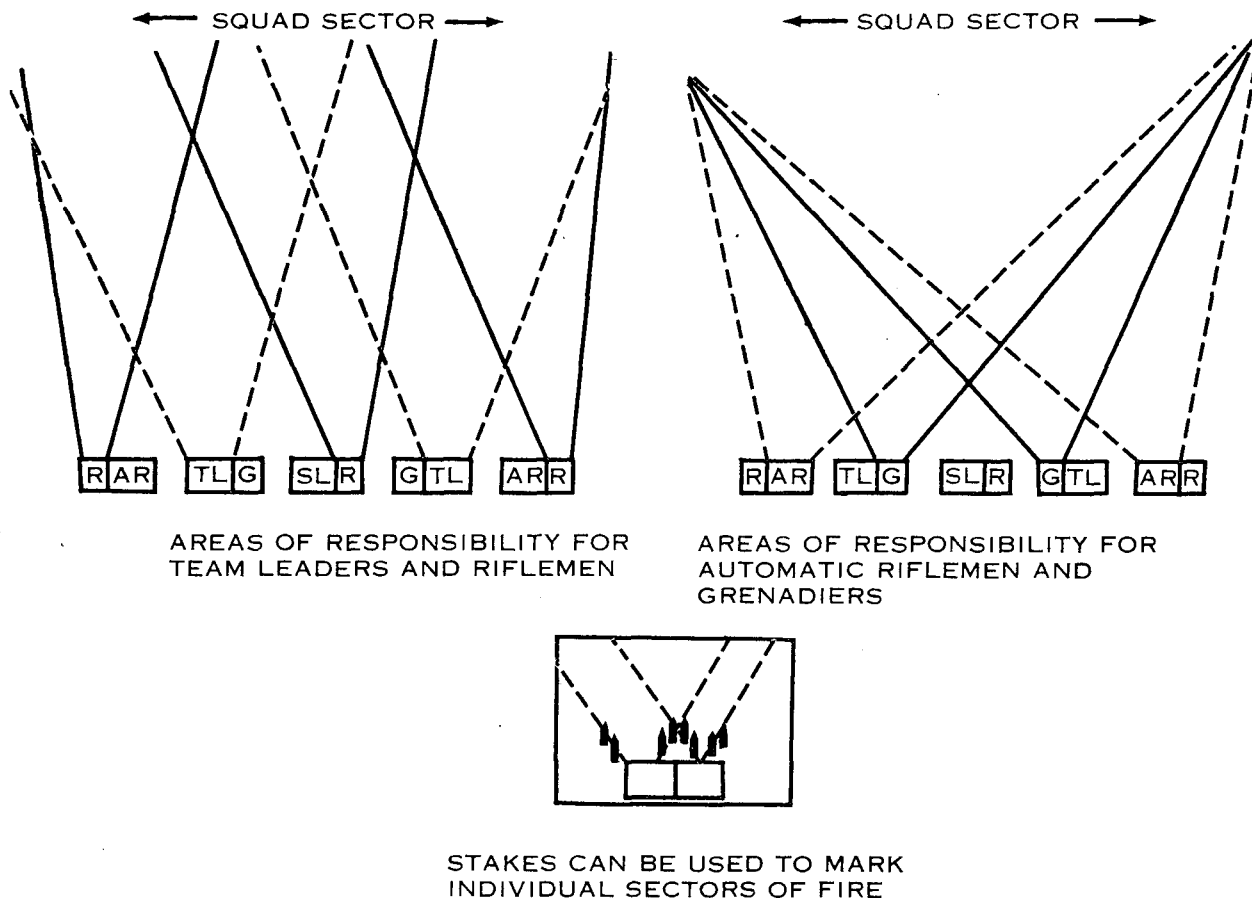 SQUAD SECTOR
R AR TL G SL R G TL AR R
AREAS OF RESPONSIBILITY FOR
TEAM LEADERS AND RIFLEMEN
SQUAD SECTOR
R AR TL G SL R G TL AR R
AREAS OF RESPONSIBILITY FOR
AUTOMATIC RIFLEMEN AND
GRENADIERS
STAKES CAN BE USED TO MARK
INDIVIDUAL SECTORS OF FIRE